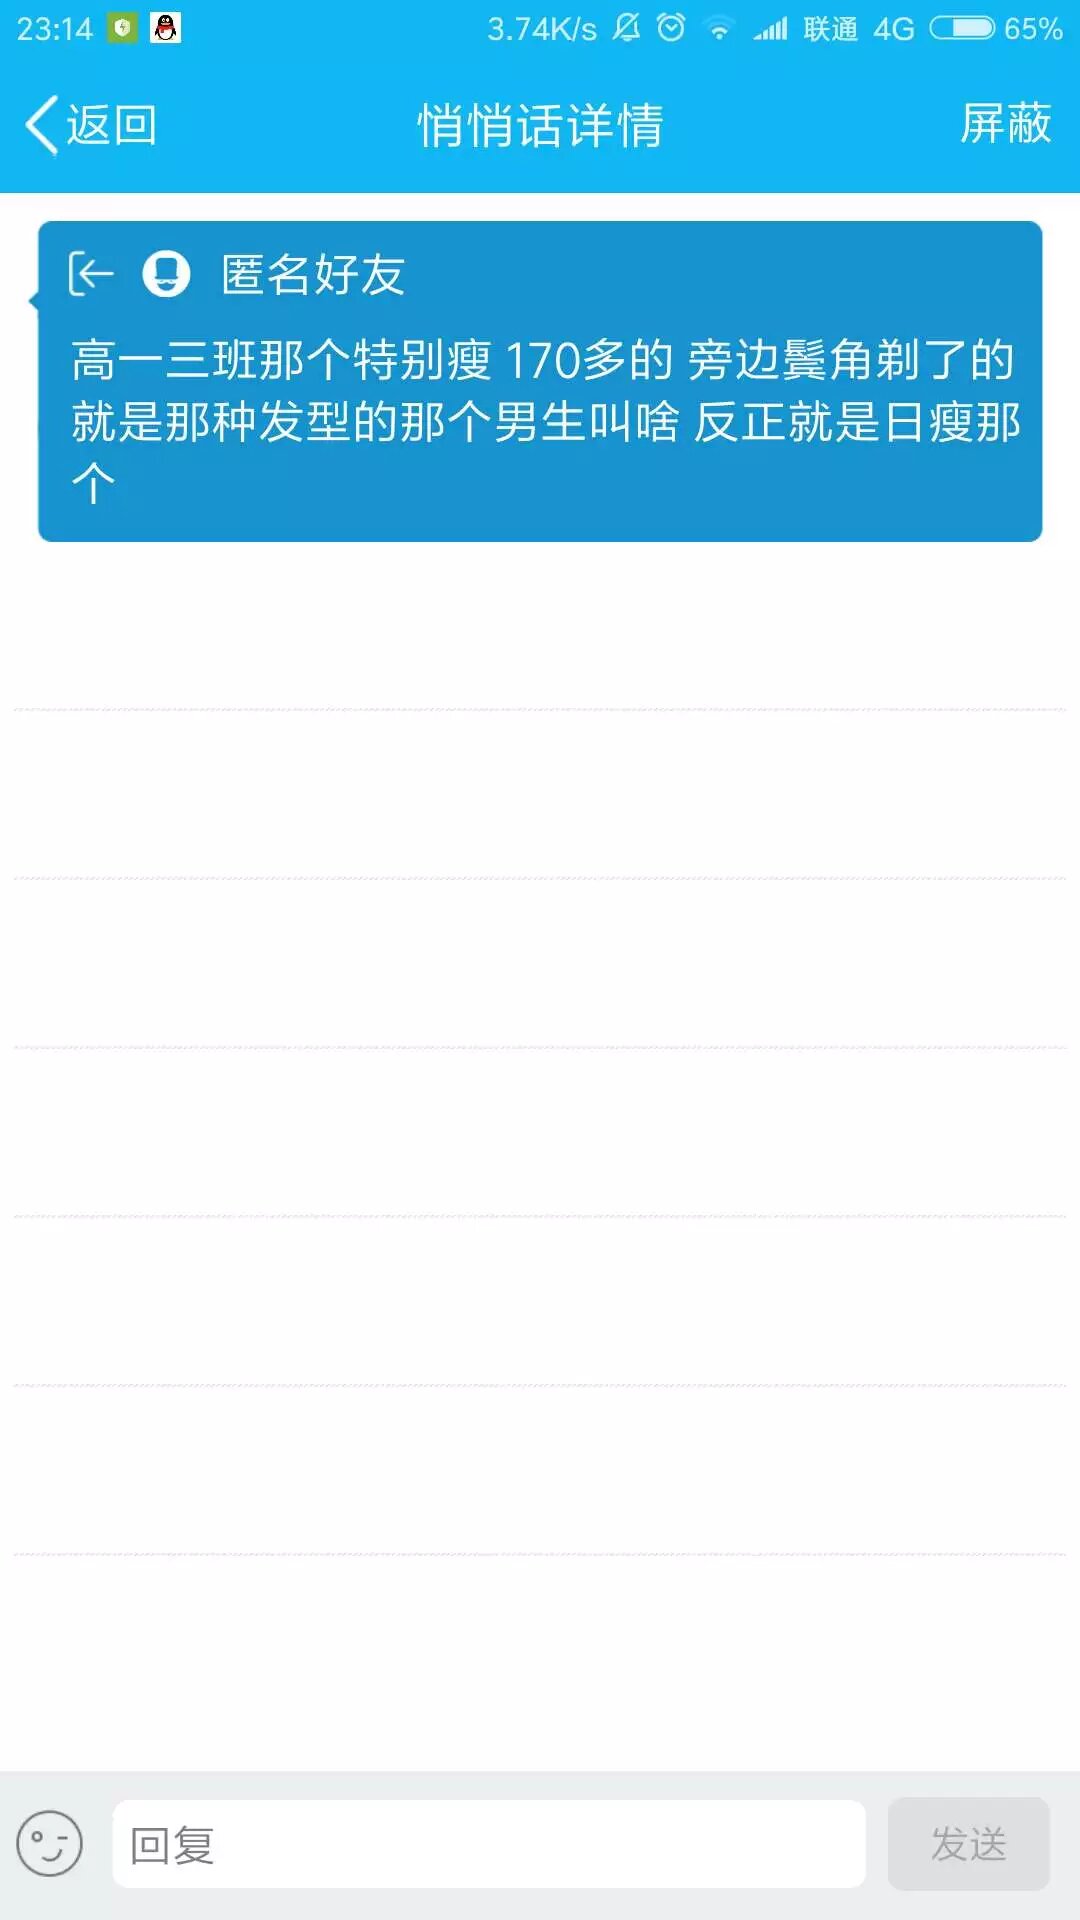 23:14 3.74K/s 联通 4G 65%
返回 悄悄话详情 屏蔽
匿名好友
高一三班那个特别瘦 170多的 旁边鬓角剃了的
就是那种发型的那个男生叫啥 反正就是日瘦那
个
回复 发送